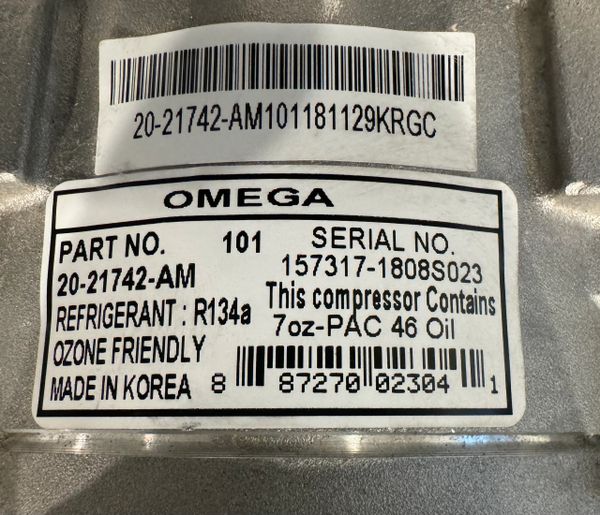 20-21742-AM101181129KRGC
OMEGA
PART NO. 101
20-21742-AM
SERIAL NO.
157317-1808S023
REFRIGERANT : R134a
OZONE FRIENDLY
MADE IN KOREA
This compressor Contains
7oz-PAC 46 Oil
8 87270 02304 1